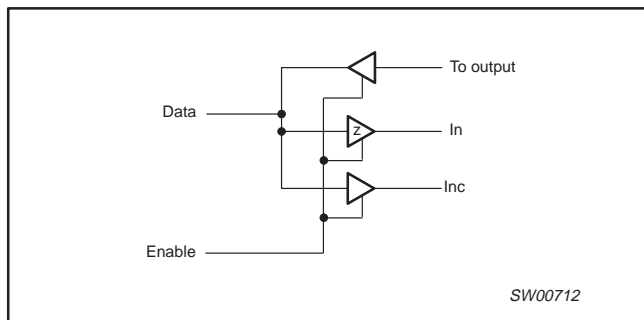 To output
Data
z
In
Inc
Enable
SW00712